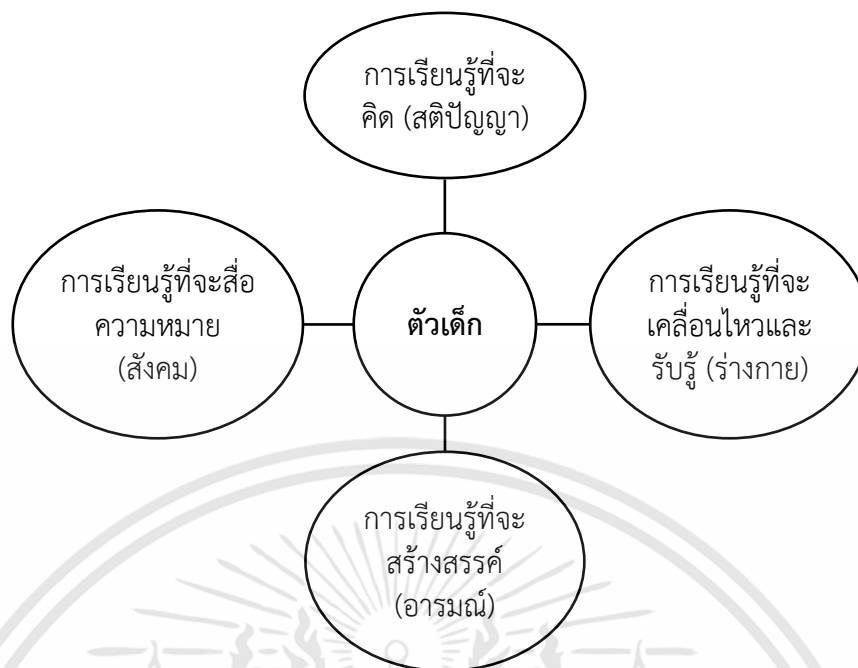 การเรียนรู้ที่จะ
คิด (สติปัญญา)
การเรียนรู้ที่จะสื่อ
ความหมาย
(สังคม)
ตัวเด็ก
การเรียนรู้ที่จะ
เคลื่อนไหวและ
รับรู้ (ร่างกาย)
การเรียนรู้ที่จะ
สร้างสรรค์
(อารมณ์)